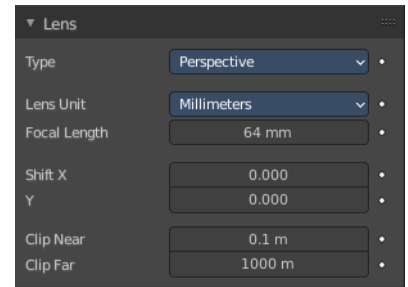 Lens
Type Perspective
Lens Unit Millimeters
Focal Length 64 mm
Shift X 0.000
Y 0.000
Clip Near 0.1 m
Clip Far 1000 m